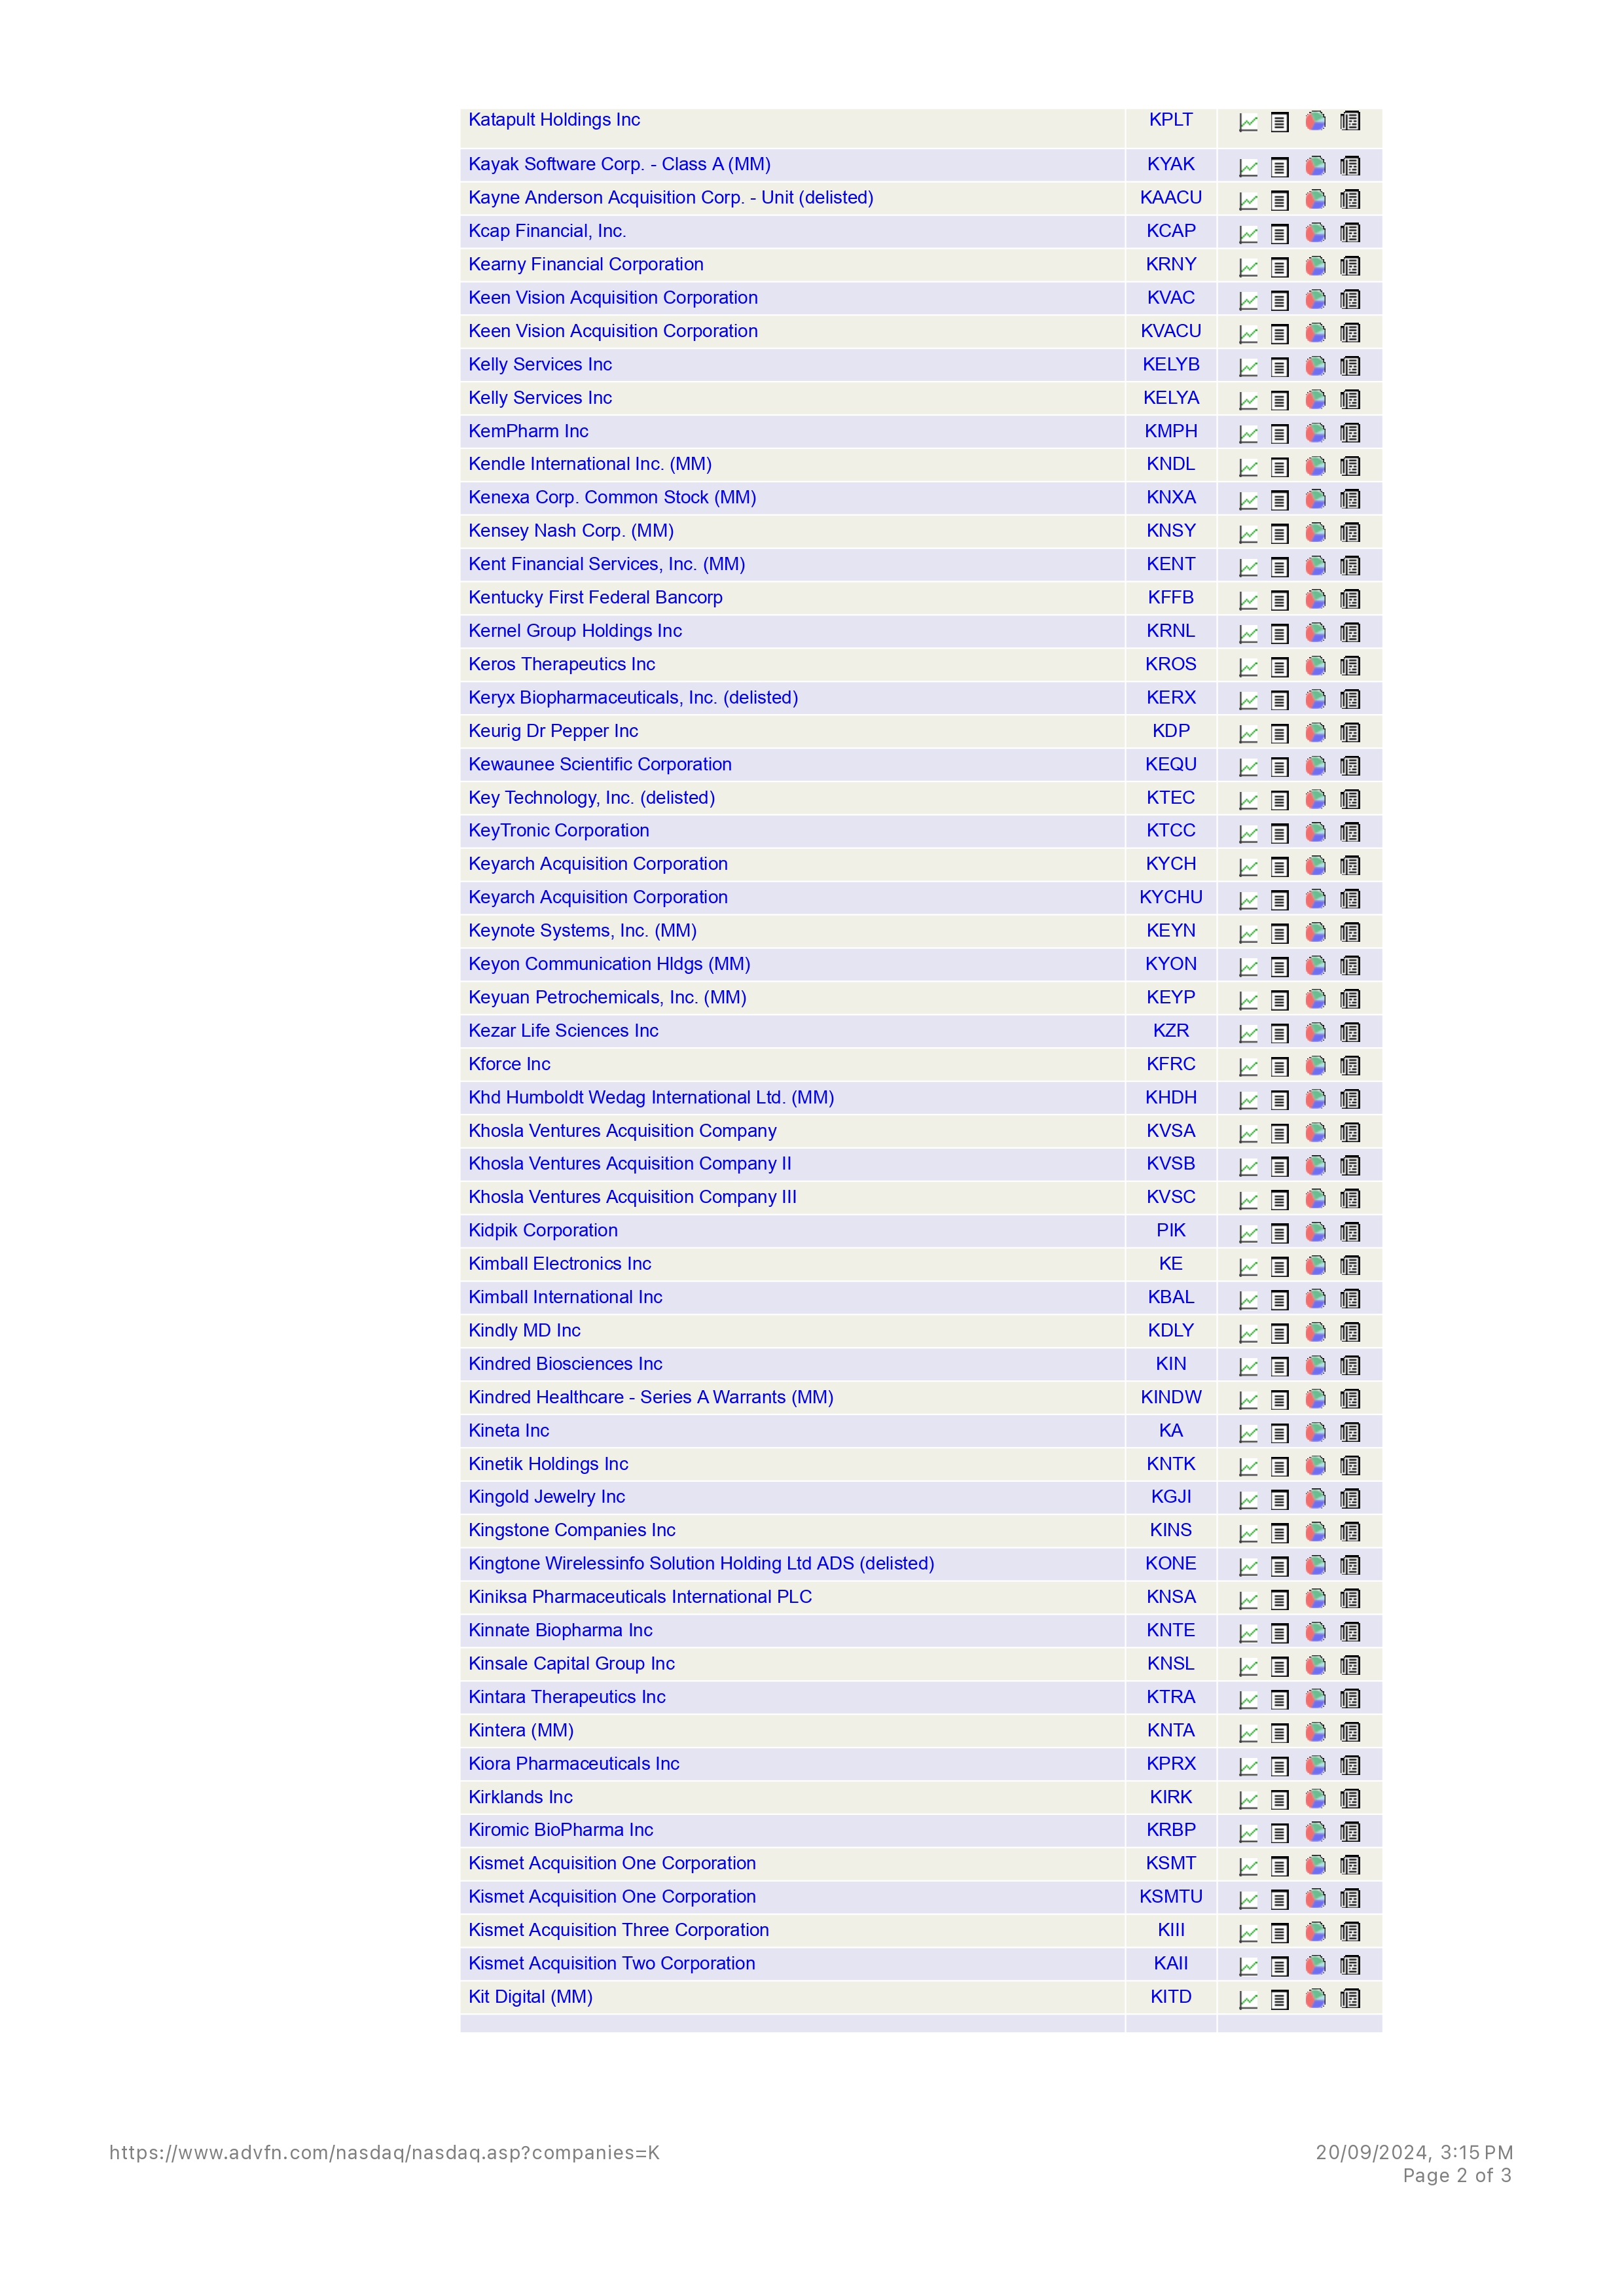 Katapult Holdings Inc KPLT
Kayak Software Corp. - Class A (MM) KYAK
Kayne Anderson Acquisition Corp. - Unit (delisted) KAACU
Kcap Financial, Inc. KCAP
Kearny Financial Corporation KRNY
Keen Vision Acquisition Corporation KVAC
Keen Vision Acquisition Corporation KVACU
Kelly Services Inc KELYB
Kelly Services Inc KELYA
KemPharm Inc KMPH
Kendle International Inc. (MM) KNDL
Kenexa Corp. Common Stock (MM) KNXA
Kensey Nash Corp. (MM) KNSY
Kent Financial Services, Inc. (MM) KENT
Kentucky First Federal Bancorp KFFB
Kernel Group Holdings Inc KRNL
Keros Therapeutics Inc KROS
Keryx Biopharmaceuticals, Inc. (delisted) KERX
Keurig Dr Pepper Inc KDP
Kewaunee Scientific Corporation KEQU
Key Technology, Inc. (delisted) KTEC
KeyTronic Corporation KTCC
Keyarch Acquisition Corporation KYCH
Keyarch Acquisition Corporation KYCHU
Keynote Systems, Inc. (MM) KEYN
Keyon Communication Hldgs (MM) KYON
Keyuan Petrochemicals, Inc. (MM) KEYP
Kezar Life Sciences Inc KZR
Kforce Inc KFRC
Khd Humboldt Wedag International Ltd. (MM) KHDH
Khosla Ventures Acquisition Company KVSA
Khosla Ventures Acquisition Company II KVSB
Khosla Ventures Acquisition Company III KVSC
Kidpik Corporation PIK
Kimball Electronics Inc KE
Kimball International Inc KBAL
Kindly MD Inc KDLY
Kindred Biosciences Inc KIN
Kindred Healthcare - Series A Warrants (MM) KINDW
Kineta Inc KA
Kinetik Holdings Inc KNTK
Kingold Jewelry Inc KGJI
Kingstone Companies Inc KINS
Kingtone Wirelessinfo Solution Holding Ltd ADS (delisted) KONE
Kiniksa Pharmaceuticals International PLC KNSA
Kinnate Biopharma Inc KNTE
Kinsale Capital Group Inc KNSL
Kintara Therapeutics Inc KTRA
Kintera (MM) KNTA
Kiora Pharmaceuticals Inc KPRX
Kirklands Inc KIRK
Kiromic BioPharma Inc KRBP
Kismet Acquisition One Corporation KSMT
Kismet Acquisition One Corporation KSMTU
Kismet Acquisition Three Corporation KIII
Kismet Acquisition Two Corporation KAII
Kit Digital (MM) KITD
https://www.advfn.com/nasdaq/nasdaq.asp?companies=K 20/09/2024, 3:15 PM
Page 2 of 3